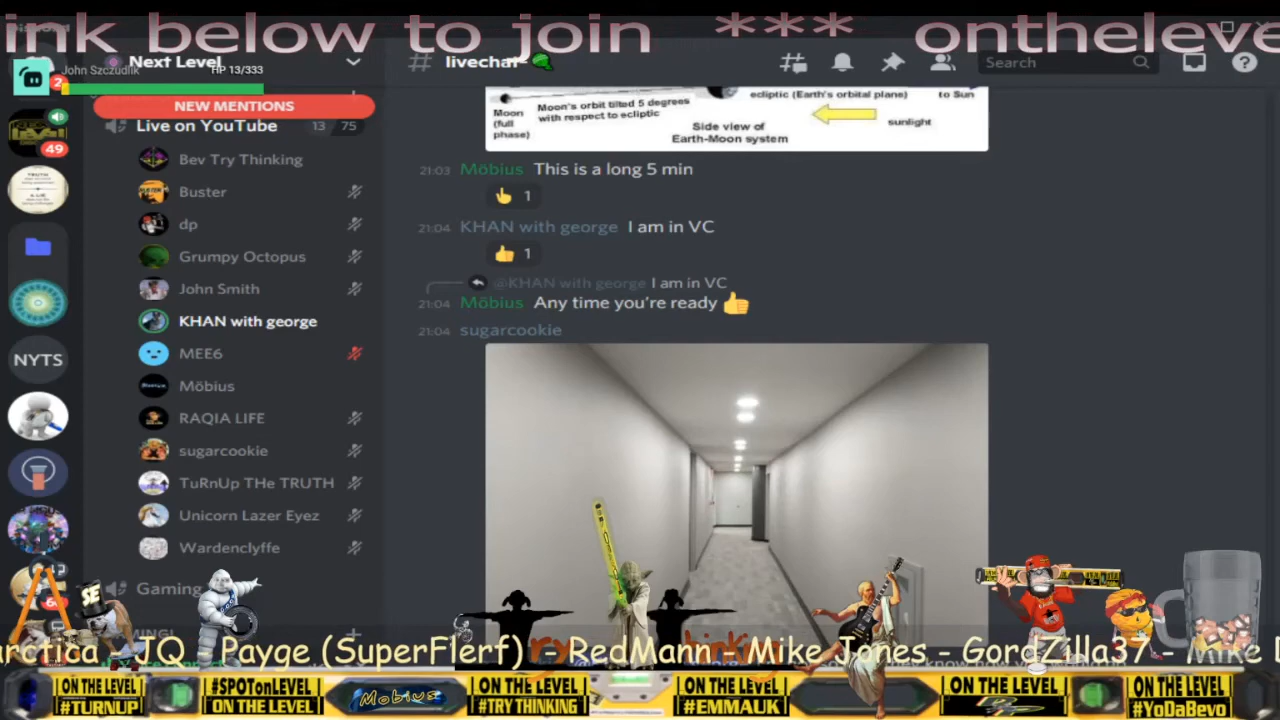 ink below to join *** ontheleve
John Szczudlik
HP 13/333
Next Level
livechat
Search
2
NEW MENTIONS
Live on YouTube 13 75
49
Bev Try Thinking
Buster
dp
Grumpy Octopus
John Smith
KHAN with george
MEE6
Möbius
RAQIA LIFE
sugarcookie
TuRnUp THe TRUTH
Unicorn Lazer Eyez
Wardenclyffe
Gaming
NYTS
Moon (full phase)
Moon's orbit tilted 5 degrees
with respect to ecliptic
ecliptic (Earth's orbital plane)
to Sun
sunlight
Side view of
Earth-Moon system
21:03 Möbius This is a long 5 min
1
21:04 KHAN with george I am in VC
1
@KHAN with george I am in VC
21:04 Möbius Any time you're ready
21:04 sugarcookie
SE
arctica - JQ - Payge (SuperF1erf) - RedMann - Mike Jones - GordZilla37 - Mike
ON THE LEVEL
#TURNUP
#SPOTonLEVEL
ON THE LEVEL
Mobius
ON THE LEVEL
#TRY THINKING
ON THE LEVEL
#EMMAUK
ON THE LEVEL
ON THE LEVEL
#YoDaBevo